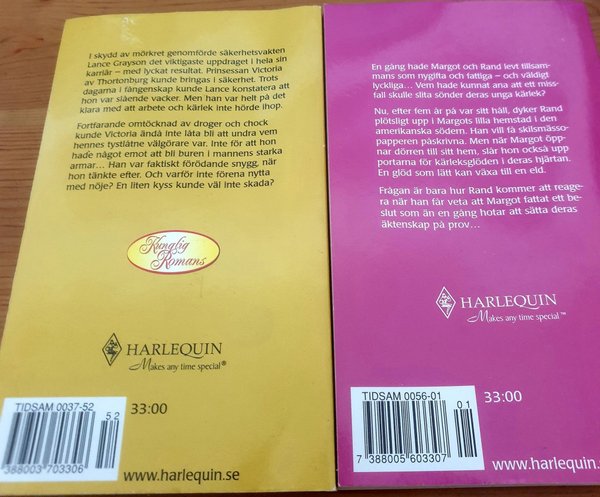 I skydd av mörkret genomförde säkerhetsvakten
Lance Grayson det viktigaste uppdraget i hela sin
karriär – med lyckat resultat. Prinsessan Victoria
av Thortonburg kunde bringas i säkerhet. Trots
dagarna i fångenskap kunde Lance konstatera att
hon var slående vacker. Men han var helt på det
klara med att arbete och kärlek inte hörde ihop.
Fortfarande omtöcknad av droger och chock
kunde Victoria ändå inte låta bli att undra vem
hennes tystlåtne välgörare var. Inte för att hon
hade något emot att bli buren i mannens starka
armar... Han var faktiskt förödande snygg, när
hon tänkte efter. Och varför inte förena nytta
med nöje? En liten kyss kunde väl inte skada?
Kunglig
Romans
HARLEQUIN
Makes any time special®
TIDSAM 0037-52
52
33:00
388003 703306
www.harlequin.se
En gång hade Margot och Rand levt tillsam-
mans som nygifta och fattiga – och väldigt
lyckliga... Vem hade kunnat ana att ett miss-
fall skulle slita sönder deras unga kärlek?
Nu, efter fem år på var sitt håll, dyker Rand
plötsligt upp i Margots lilla hemstad i den
amerikanska södern. Han vill få skilsmässo-
papperen påskrivna. Men när Margot öpp-
nar dörren till sitt hem, slår hon också upp
portarna för kärleksglöden i deras hjärtan.
En glöd som lätt kan växa till en eld.
Frågan är bara hur Rand kommer att reage-
ra när han får veta att Margot fattat ett be-
slut som än en gång hotar att sätta deras
äktenskap på prov...
HARLEQUIN
Makes any time special™
TIDSAM 0056-01
01
33:00
7 388005 603307
www.harlequin.se